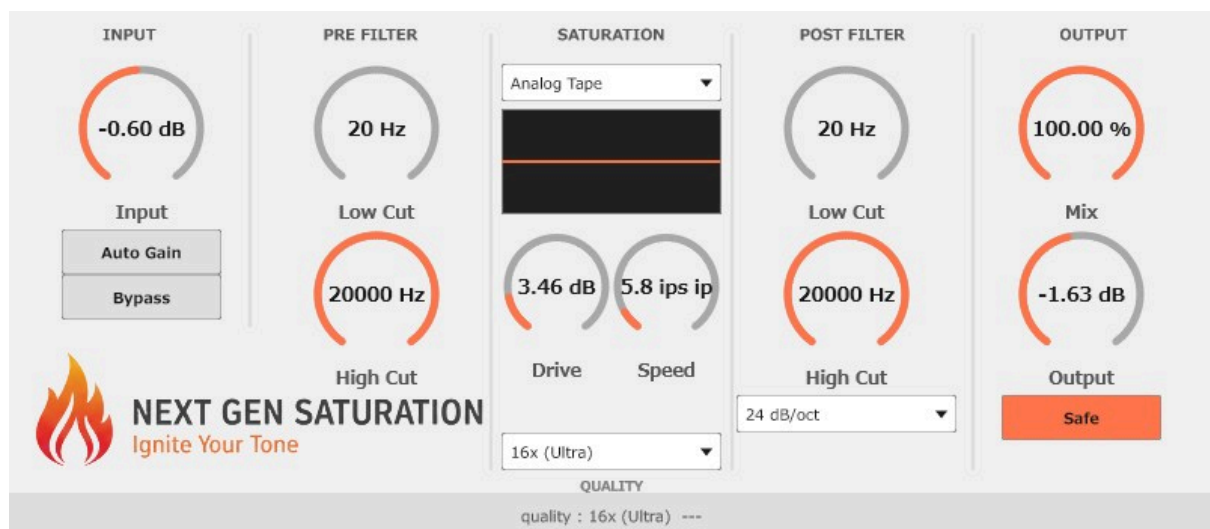 INPUT
-0.60 dB
Input
Auto Gain
Bypass
PRE FILTER
20 Hz
Low Cut
20000 Hz
High Cut
NEXT GEN SATURATION
Ignite Your Tone
SATURATION
Analog Tape
3.46 dB
5.8 ips ip
Drive
Speed
16x (Ultra)
QUALITY
POST FILTER
20 Hz
Low Cut
20000 Hz
High Cut
24 dB/oct
OUTPUT
100.00 %
Mix
-1.63 dB
Output
Safe
quality : 16x (Ultra) ---